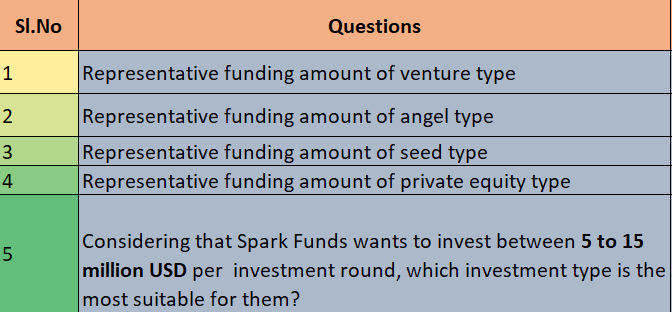 Sl.No Questions
1 Representative funding amount of venture type
2 Representative funding amount of angel type
3 Representative funding amount of seed type
4 Representative funding amount of private equity type
5 Considering that Spark Funds wants to invest between 5 to 15
million USD per investment round, which investment type is the
most suitable for them?